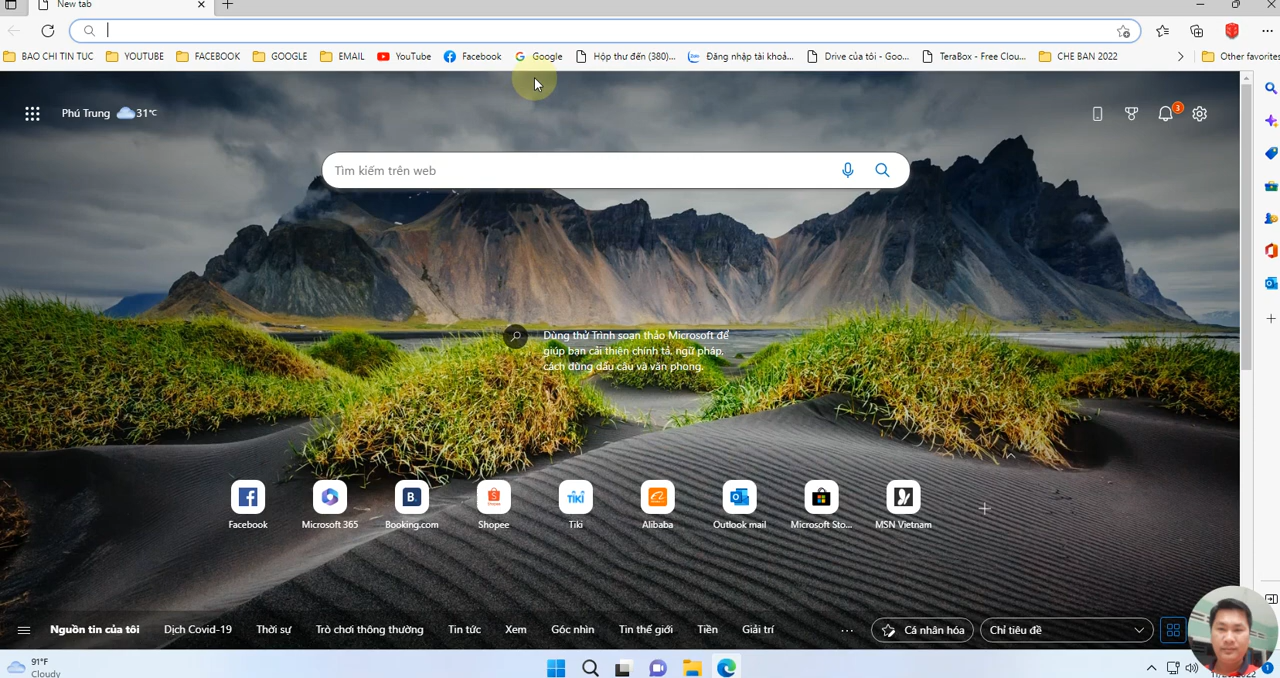 New tab
BAO CHI TIN TUC
YOUTUBE
FACEBOOK
GOOGLE
EMAIL
YouTube
Facebook
Google
Hộp thư đến (380)...
Đăng nhập tài khoả...
Drive của tôi - Goo...
TeraBox - Free Clou...
CHE BAN 2022
Other favorites
Phú Trung
31°C
3
Tìm kiếm trên web
Dùng thử Trình soạn thảo Microsoft để
giúp bạn cải thiện chính tả, ngữ pháp,
cách dùng dấu câu và văn phong.
Facebook
Microsoft 365
Booking.com
Shopee
Tiki
Alibaba
Outlook mail
Microsoft Sto...
MSN Vietnam
Nguồn tin của tôi
Dịch Covid-19
Thời sự
Trò chơi thông thường
Tin tức
Xem
Góc nhìn
Tin thế giới
Tiền
Giải trí
...
Cá nhân hóa
Chỉ tiêu đề
91°F
Cloudy
1